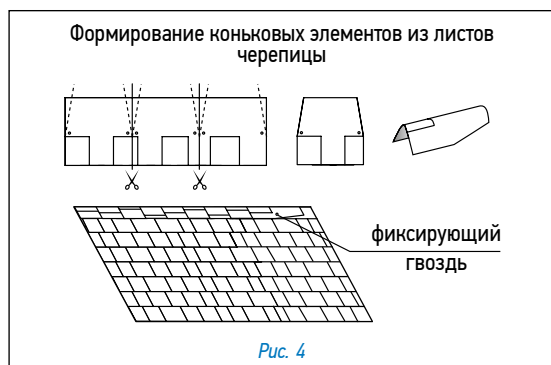 Формирование коньковых элементов из листов
черепицы
фиксирующий
гвоздь
Рис. 4